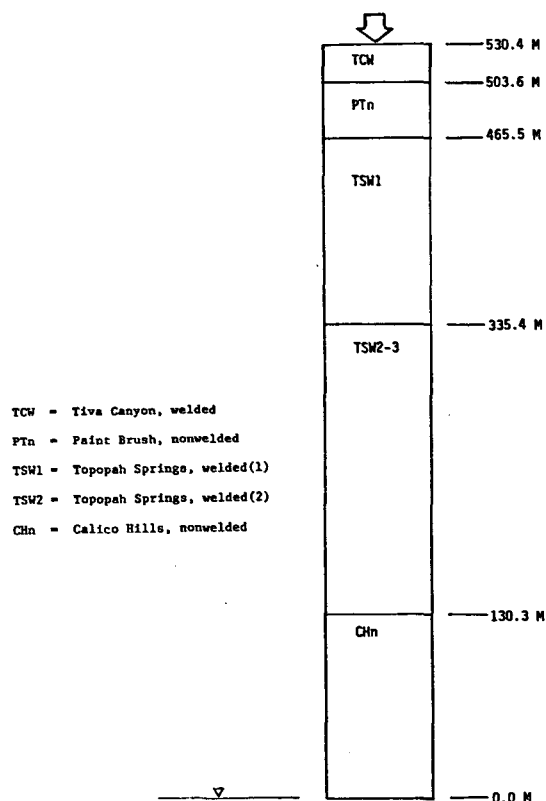 530.4 M
TCW
503.6 M
PTn
465.5 M
TSW1
335.4 M
TSW2-3
TCW = Tiva Canyon, welded
PTn = Paint Brush, nonwelded
TSW1 = Topopah Springs, welded(1)
TSW2 = Topopah Springs, welded(2)
CHn = Calico Hills, nonwelded
130.3 M
CHn
0.0 M